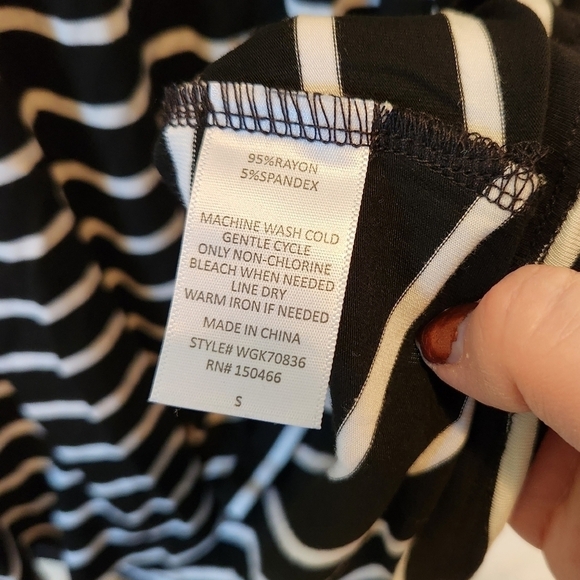 95%RAYON
5%SPANDEX
MACHINE WASH COLD
GENTLE CYCLE
ONLY NON-CHLORINE
BLEACH WHEN NEEDED
LINE DRY
WARM IRON IF NEEDED
MADE IN CHINA
STYLE# WGK70836
RN# 150466
S